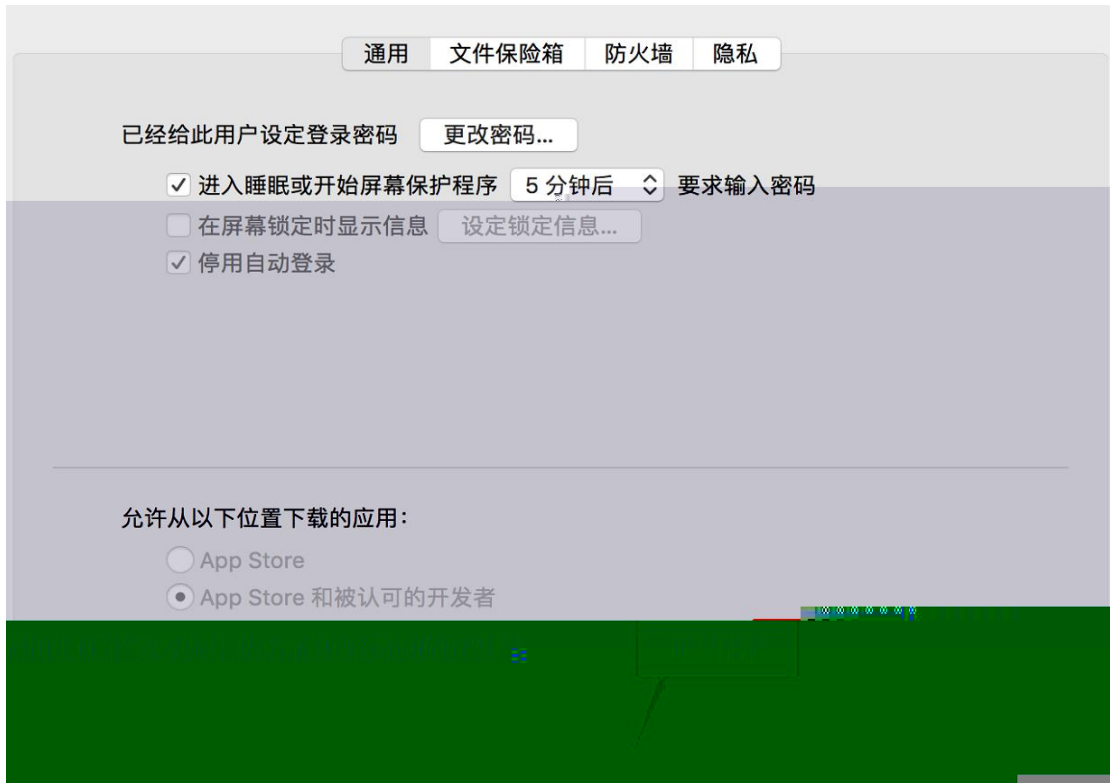 通用 文件保险箱 防火墙 隐私
已经给此用户设定登录密码 更改密码...
进入睡眠或开始屏幕保护程序 5 分钟后 要求输入密码
在屏幕锁定时显示信息 设定锁定信息...
停用自动登录
允许从以下位置下载的应用：
App Store
App Store 和被认可的开发者